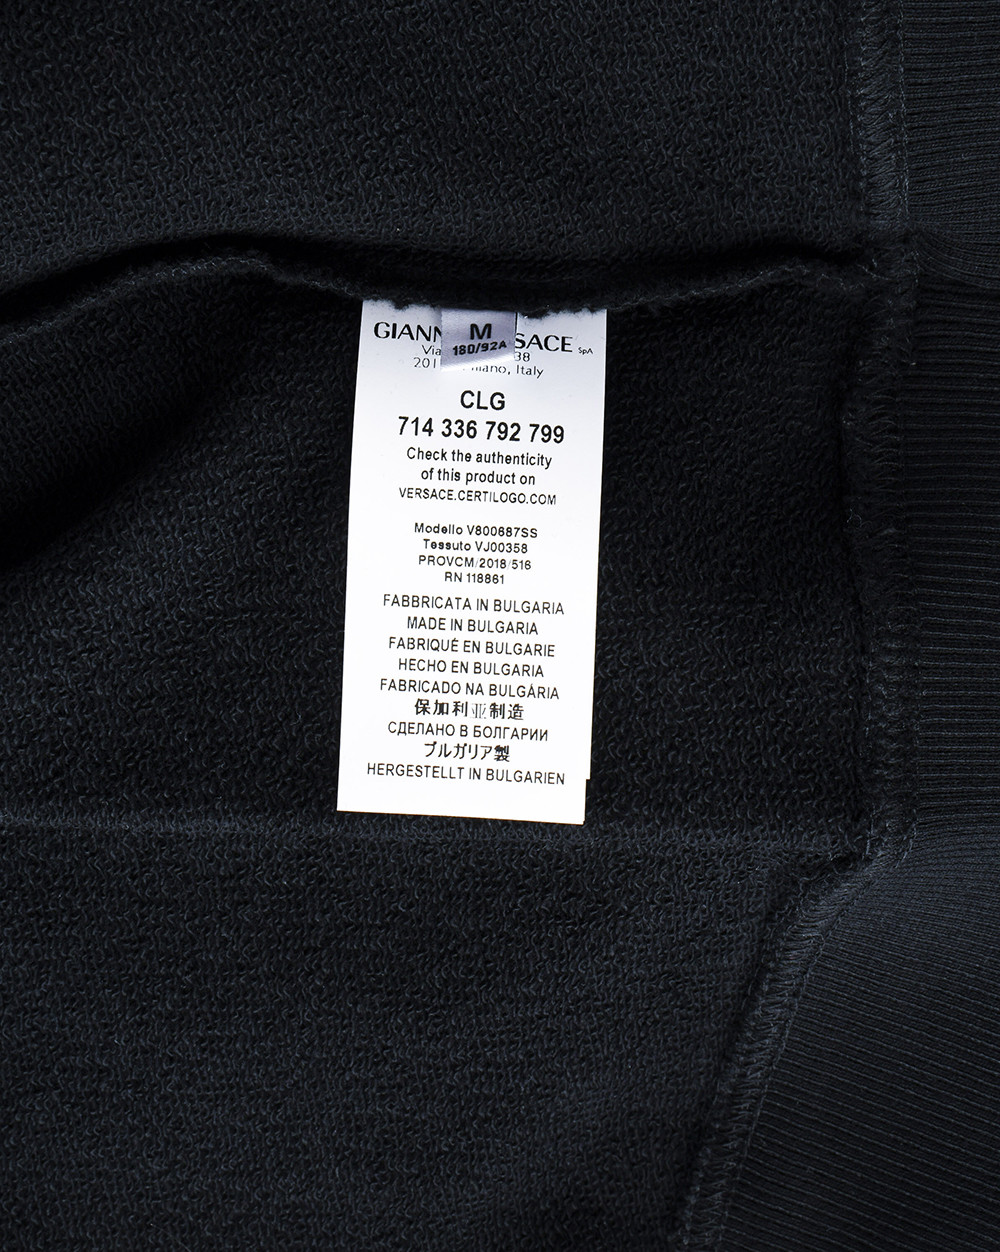 M
180/92A
GIANN SACE SpA
Via 38
201 ilano, Italy
CLG
714 336 792 799
Check the authenticity
of this product on
VERSACE.CERTILOGO.COM
Modello V800687SS
Tessuto VJ00358
PROVCM/2018/516
RN 118861
FABBRICATA IN BULGARIA
MADE IN BULGARIA
FABRIQUÉ EN BULGARIE
HECHO EN BULGARIA
FABRICADO NA BULGÁRIA
保加利亚制造
СДЕЛАНО В БОЛГАРИИ
ブルガリア製
HERGESTELLT IN BULGARIEN